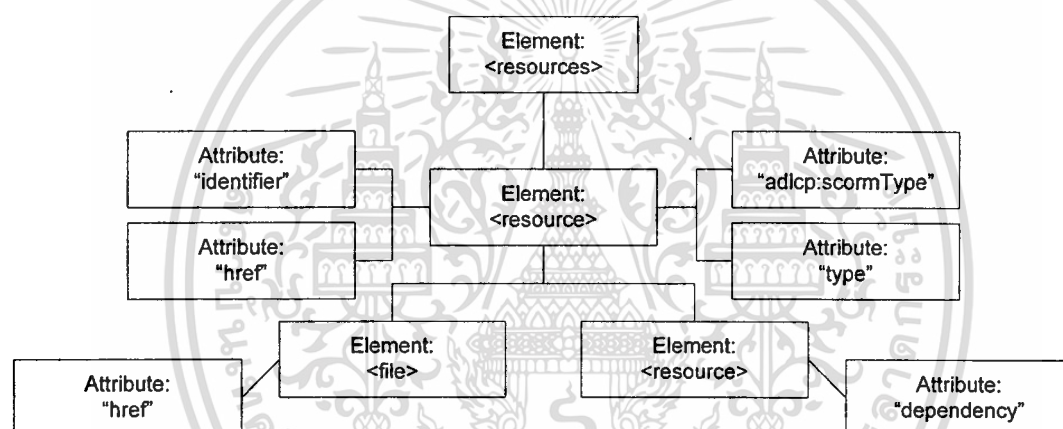 Element:
<resources>
Attribute:
"identifier"
Attribute:
"adlcp:scormType"
Element:
<resource>
Attribute:
"href"
Attribute:
"type"
Element:
<file>
Element:
<resource>
Attribute:
"href"
Attribute:
"dependency"